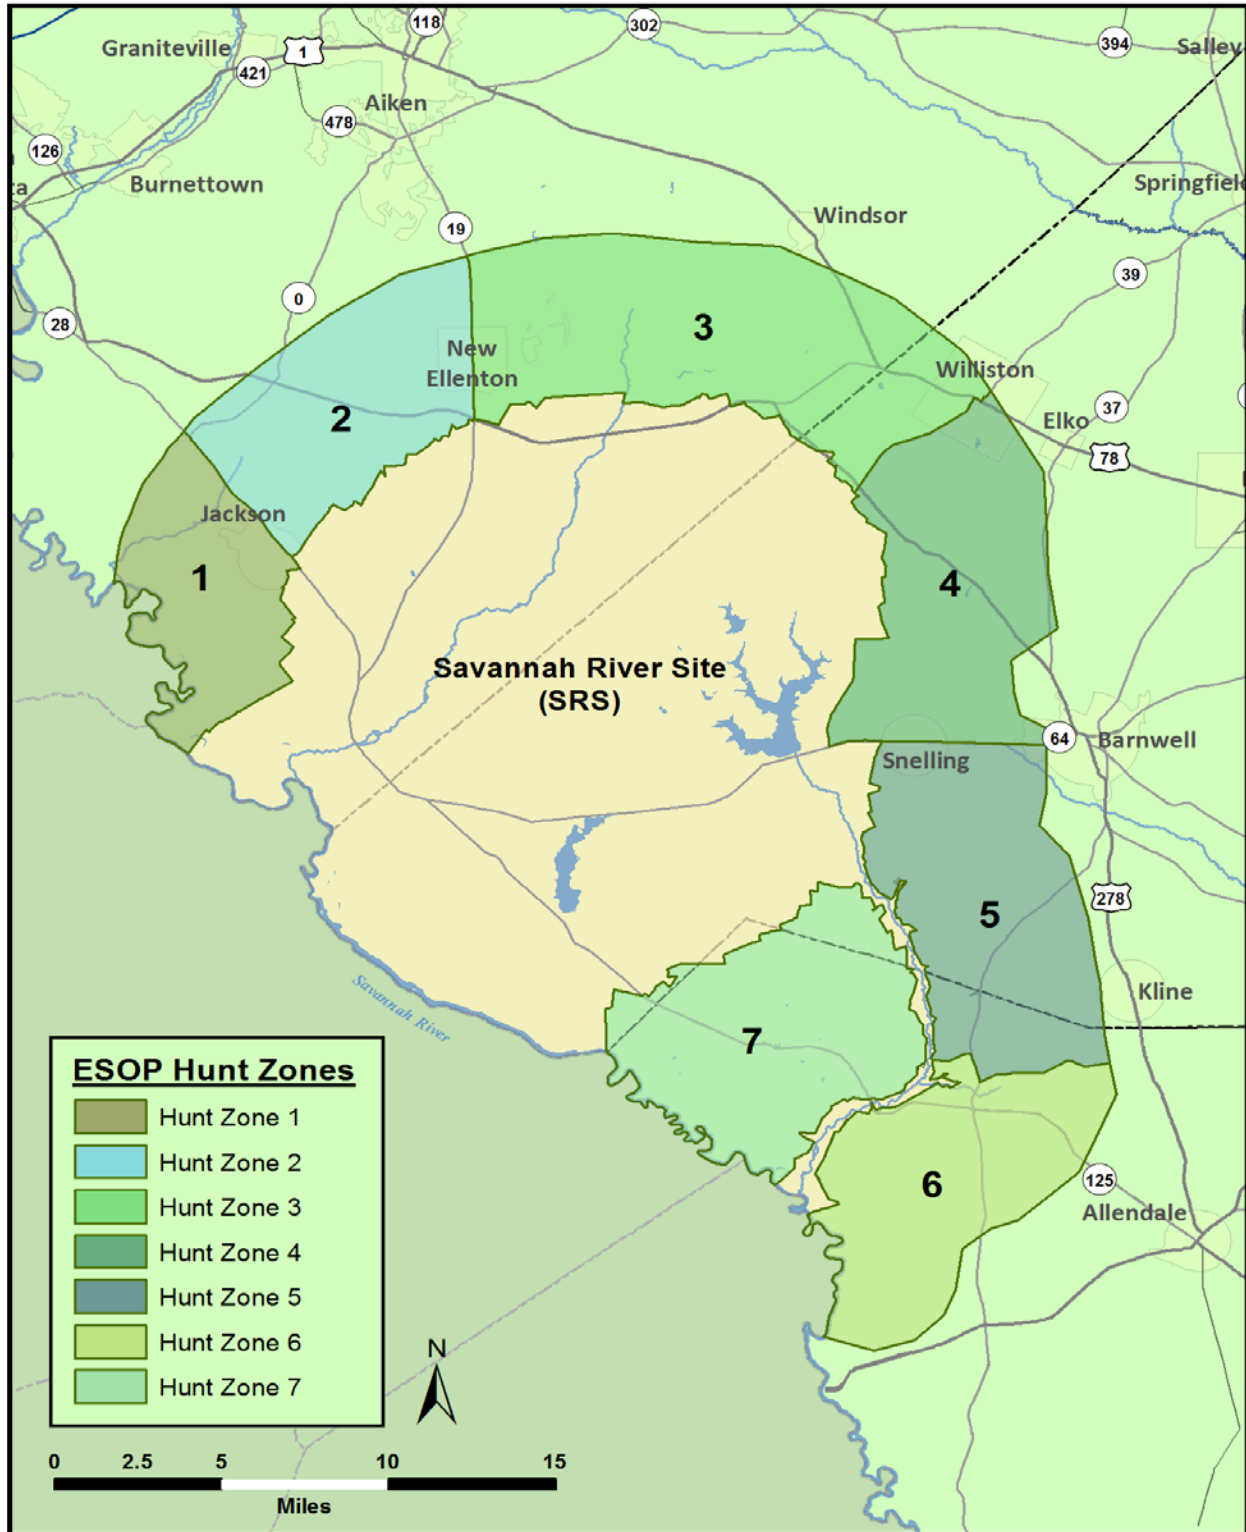 118
302
394
Graniteville
1
Salley
421
Aiken
478
126
Burnettown
Springfield
Windsor
19
39
0
28
3
New
Ellenton
Williston
2
37
Elko
78
Jackson
1
4
Savannah River Site
(SRS)
64
Barnwell
Snelling
278
5
Kline
Savannah River
7
ESOP Hunt Zones
Hunt Zone 1
Hunt Zone 2
Hunt Zone 3
Hunt Zone 4
Hunt Zone 5
Hunt Zone 6
Hunt Zone 7
6
125
Allendale
N
0 2.5 5 10 15
Miles